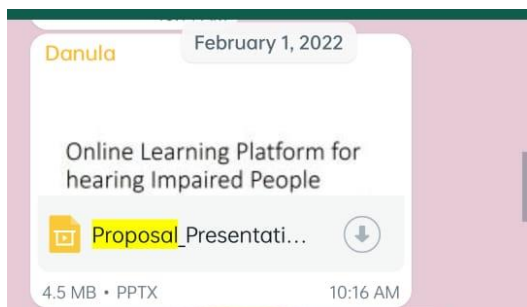 February 1, 2022
Danula
Online Learning Platform for
hearing Impaired People
Proposal_Presentati...
4.5 MB • PPTX 10:16 AM